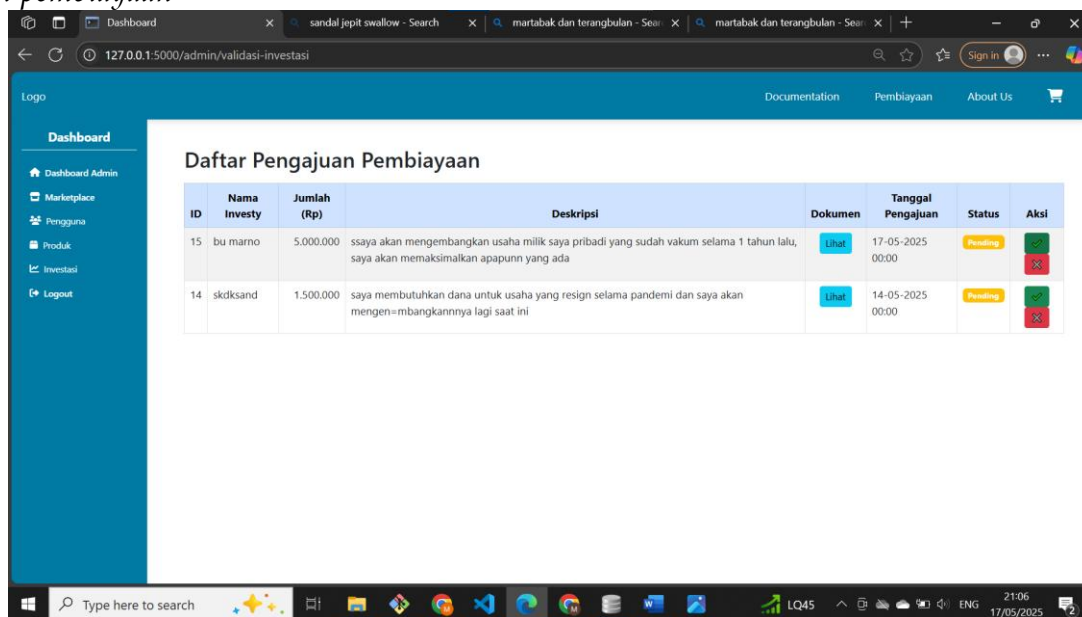 pembiayaan
Dashboard
sandal jepit swallow - Search
martabak dan terangbulan - Sear
martabak dan terangbulan - Sear
127.0.0.1:5000/admin/validasi-investasi
Sign in
Logo
Documentation
Pembiayaan
About Us
Dashboard
Dashboard Admin
Marketplace
Pengguna
Produk
Investasi
Logout
Daftar Pengajuan Pembiayaan
ID Nama Investy Jumlah (Rp) Deskripsi Dokumen Tanggal Pengajuan Status Aksi
15 bu marno 5.000.000 ssaya akan mengembangkan usaha milik saya pribadi yang sudah vakum selama 1 tahun lalu, Lihat 17-05-2025 Pending
saya akan memaksimalkan apapunn yang ada 00:00
14 skdksand 1.500.000 saya membutuhkan dana untuk usaha yang resign selama pandemi dan saya akan Lihat 14-05-2025 Pending
mengen=mbangkannnya lagi saat ini 00:00
Type here to search
LQ45
ENG
21:06
17/05/2025
2